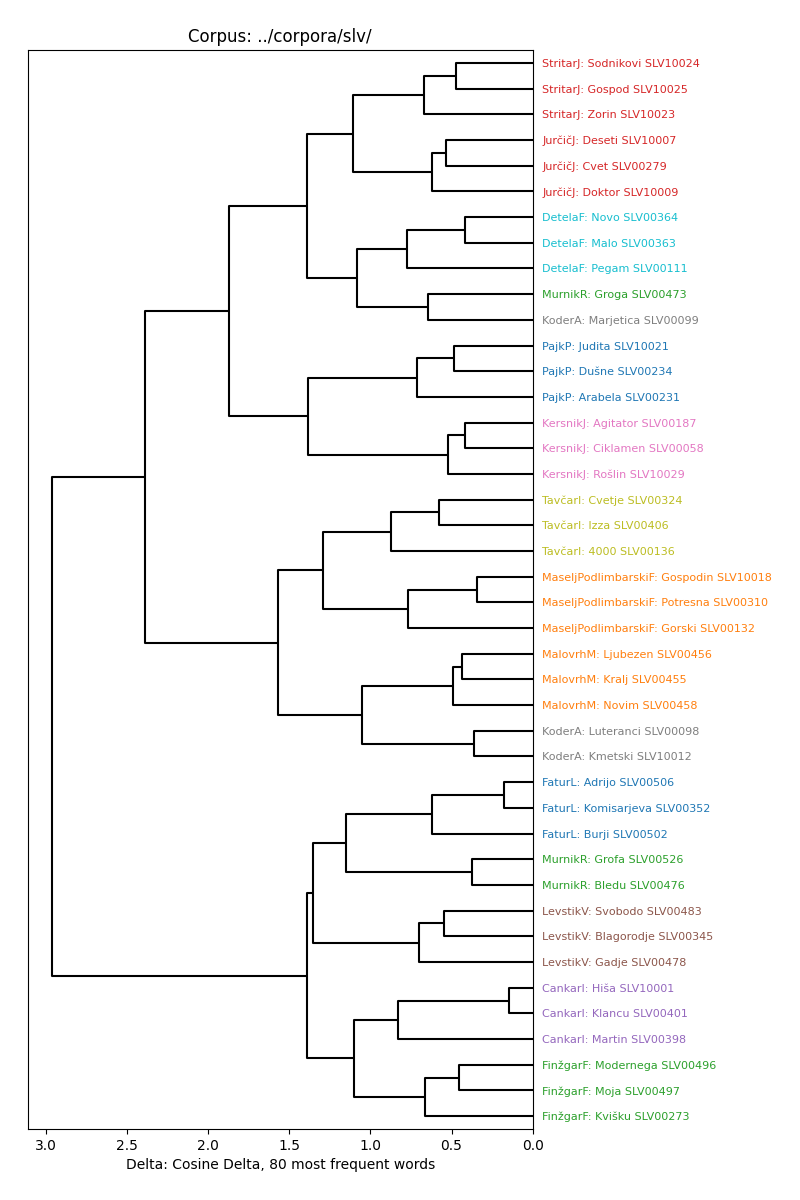 Corpus: ../corpora/slv/
StritarJ: Sodnikovi SLV10024
StritarJ: Gospod SLV10025
StritarJ: Zorin SLV10023
JurčičJ: Deseti SLV10007
JurčičJ: Cvet SLV00279
JurčičJ: Doktor SLV10009
DetelaF: Novo SLV00364
DetelaF: Malo SLV00363
DetelaF: Pegam SLV00111
MurnikR: Groga SLV00473
KoderA: Marjetica SLV00099
PajkP: Judita SLV10021
PajkP: Dušne SLV00234
PajkP: Arabela SLV00231
KersnikJ: Agitator SLV00187
KersnikJ: Ciklamen SLV00058
KersnikJ: Rošlin SLV10029
TavčarI: Cvetje SLV00324
TavčarI: Izza SLV00406
TavčarI: 4000 SLV00136
MaseljPodlimbarskiF: Gospodin SLV10018
MaseljPodlimbarskiF: Potresna SLV00310
MaseljPodlimbarskiF: Gorski SLV00132
MalovrhM: Ljubezen SLV00456
MalovrhM: Kralj SLV00455
MalovrhM: Novim SLV00458
KoderA: Luteranci SLV00098
KoderA: Kmetski SLV10012
FaturL: Adrijo SLV00506
FaturL: Komisarjeva SLV00352
FaturL: Burji SLV00502
MurnikR: Grofa SLV00526
MurnikR: Bledu SLV00476
LevstikV: Svobodo SLV00483
LevstikV: Blagorodje SLV00345
LevstikV: Gadje SLV00478
CankarI: Hiša SLV10001
CankarI: Klancu SLV00401
CankarI: Martin SLV00398
FinžgarF: Modernega SLV00496
FinžgarF: Moja SLV00497
FinžgarF: Kvišku SLV00273
3.0 2.5 2.0 1.5 1.0 0.5 0.0
Delta: Cosine Delta, 80 most frequent words